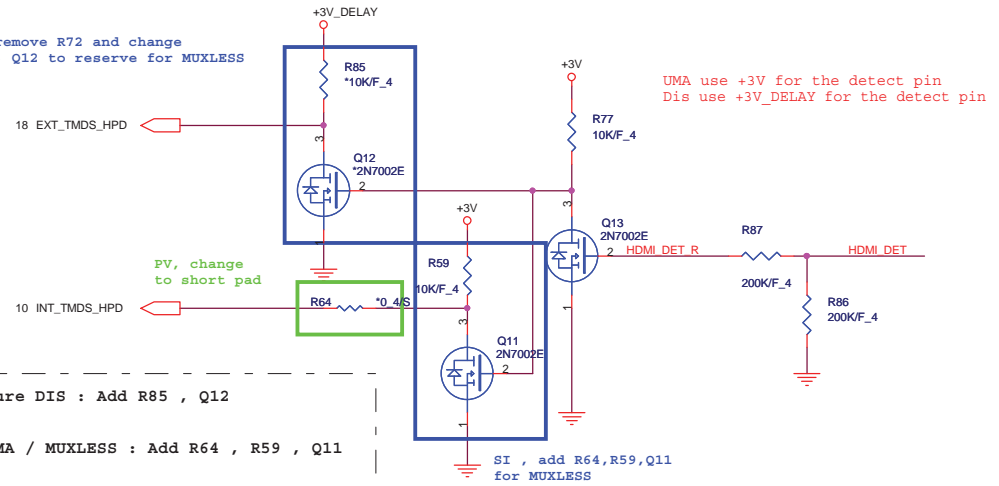 +3V_DELAY
remove R72 and change
Q12 to reserve for MUXLESS
R85
*10K/F_4
+3V
UMA use +3V for the detect pin
Dis use +3V_DELAY for the detect pin
18 EXT_TMDS_HPD
R77
10K/F_4
3
Q12
*2N7002E
2
1
+3V
3
Q13
2N7002E
2
HDMI_DET_R
R87
200K/F_4
HDMI_DET
PV, change
to short pad
R59
10K/F_4
R86
200K/F_4
10 INT_TMDS_HPD
R64
*0_4/S
1
3
Q11
2N7002E
2
1
ure DIS : Add R85 , Q12
MA / MUXLESS : Add R64 , R59 , Q11
SI , add R64,R59,Q11
for MUXLESS